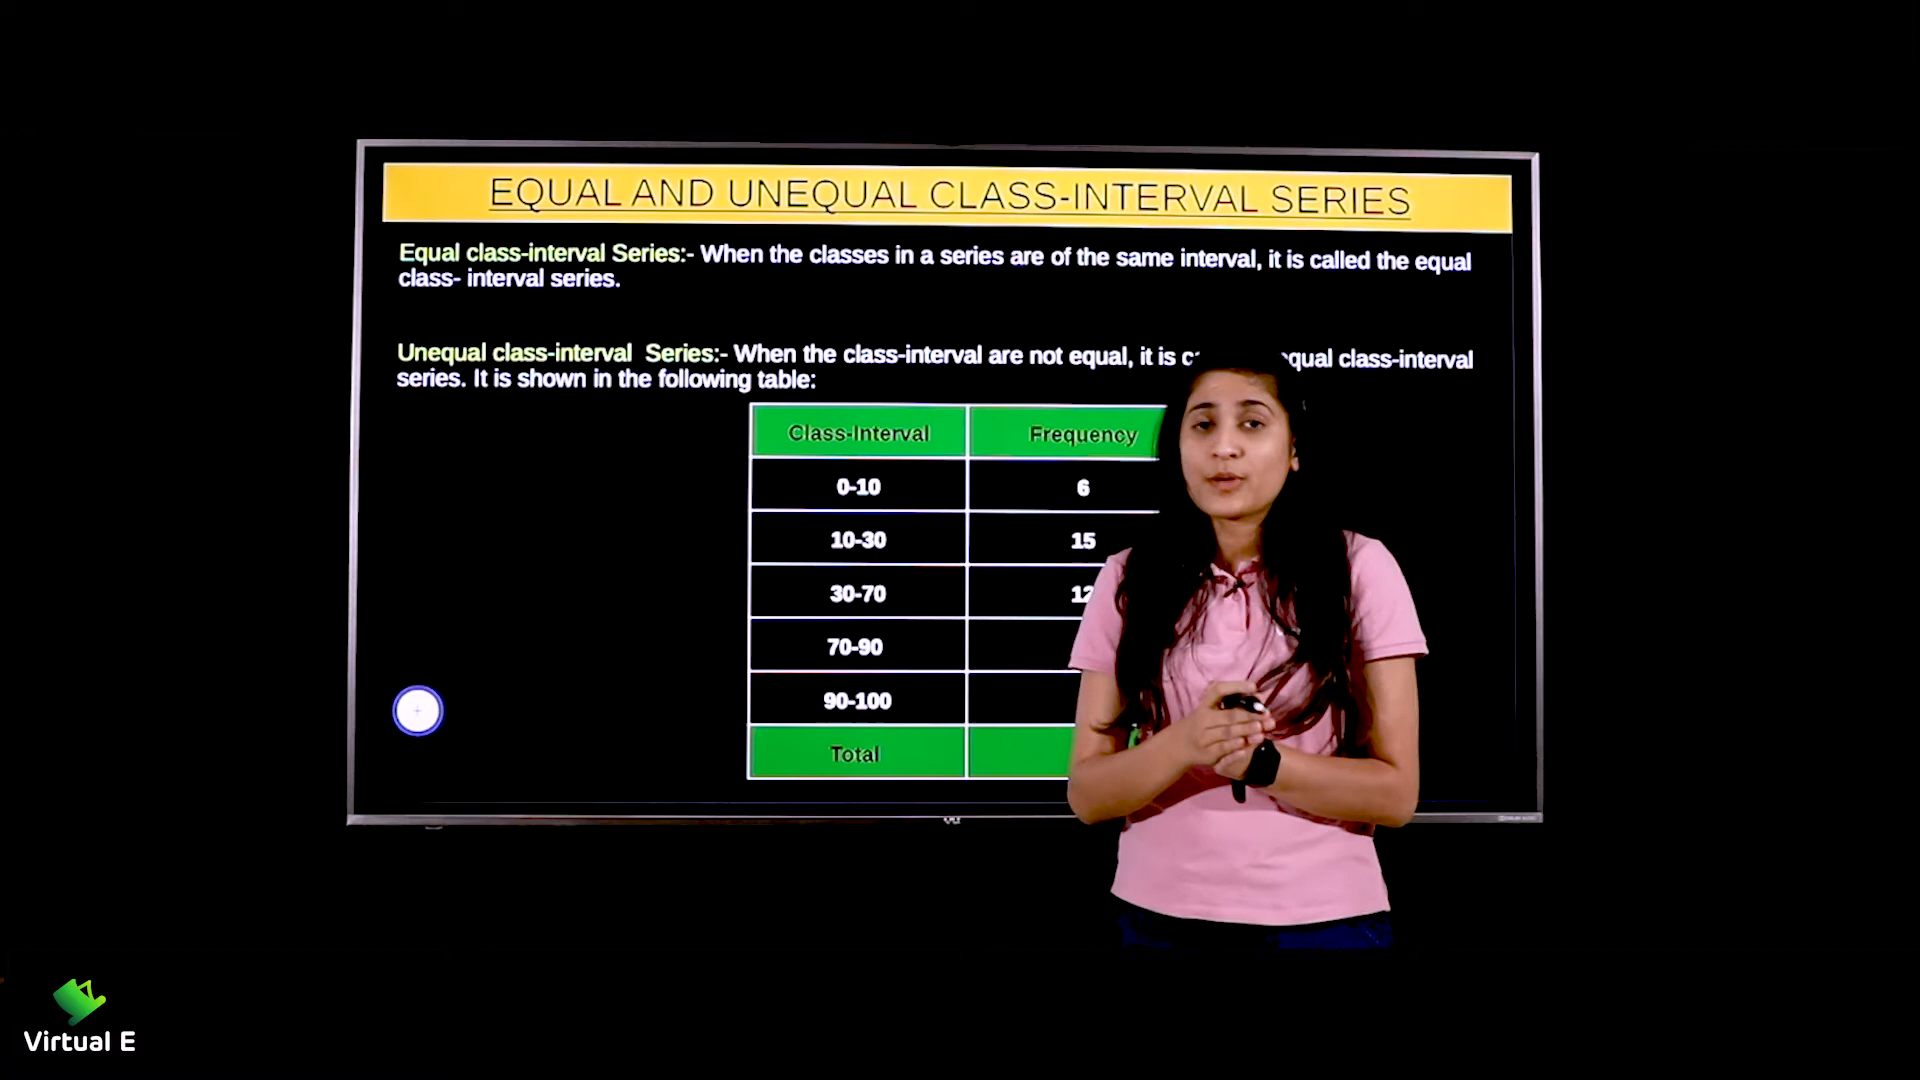 EQUAL AND UNEQUAL CLASS-INTERVAL SERIES
Equal class-interval Series:- When the classes in a series are of the same interval, it is called the equal
class- interval series.
Unequal class-interval Series:- When the class-interval are not equal, it is class-interval
series. It is shown in the following table:
Class-Interval Frequency
0-10 6
10-30 15
30-70 12
70-90
90-100
Total
Virtual E